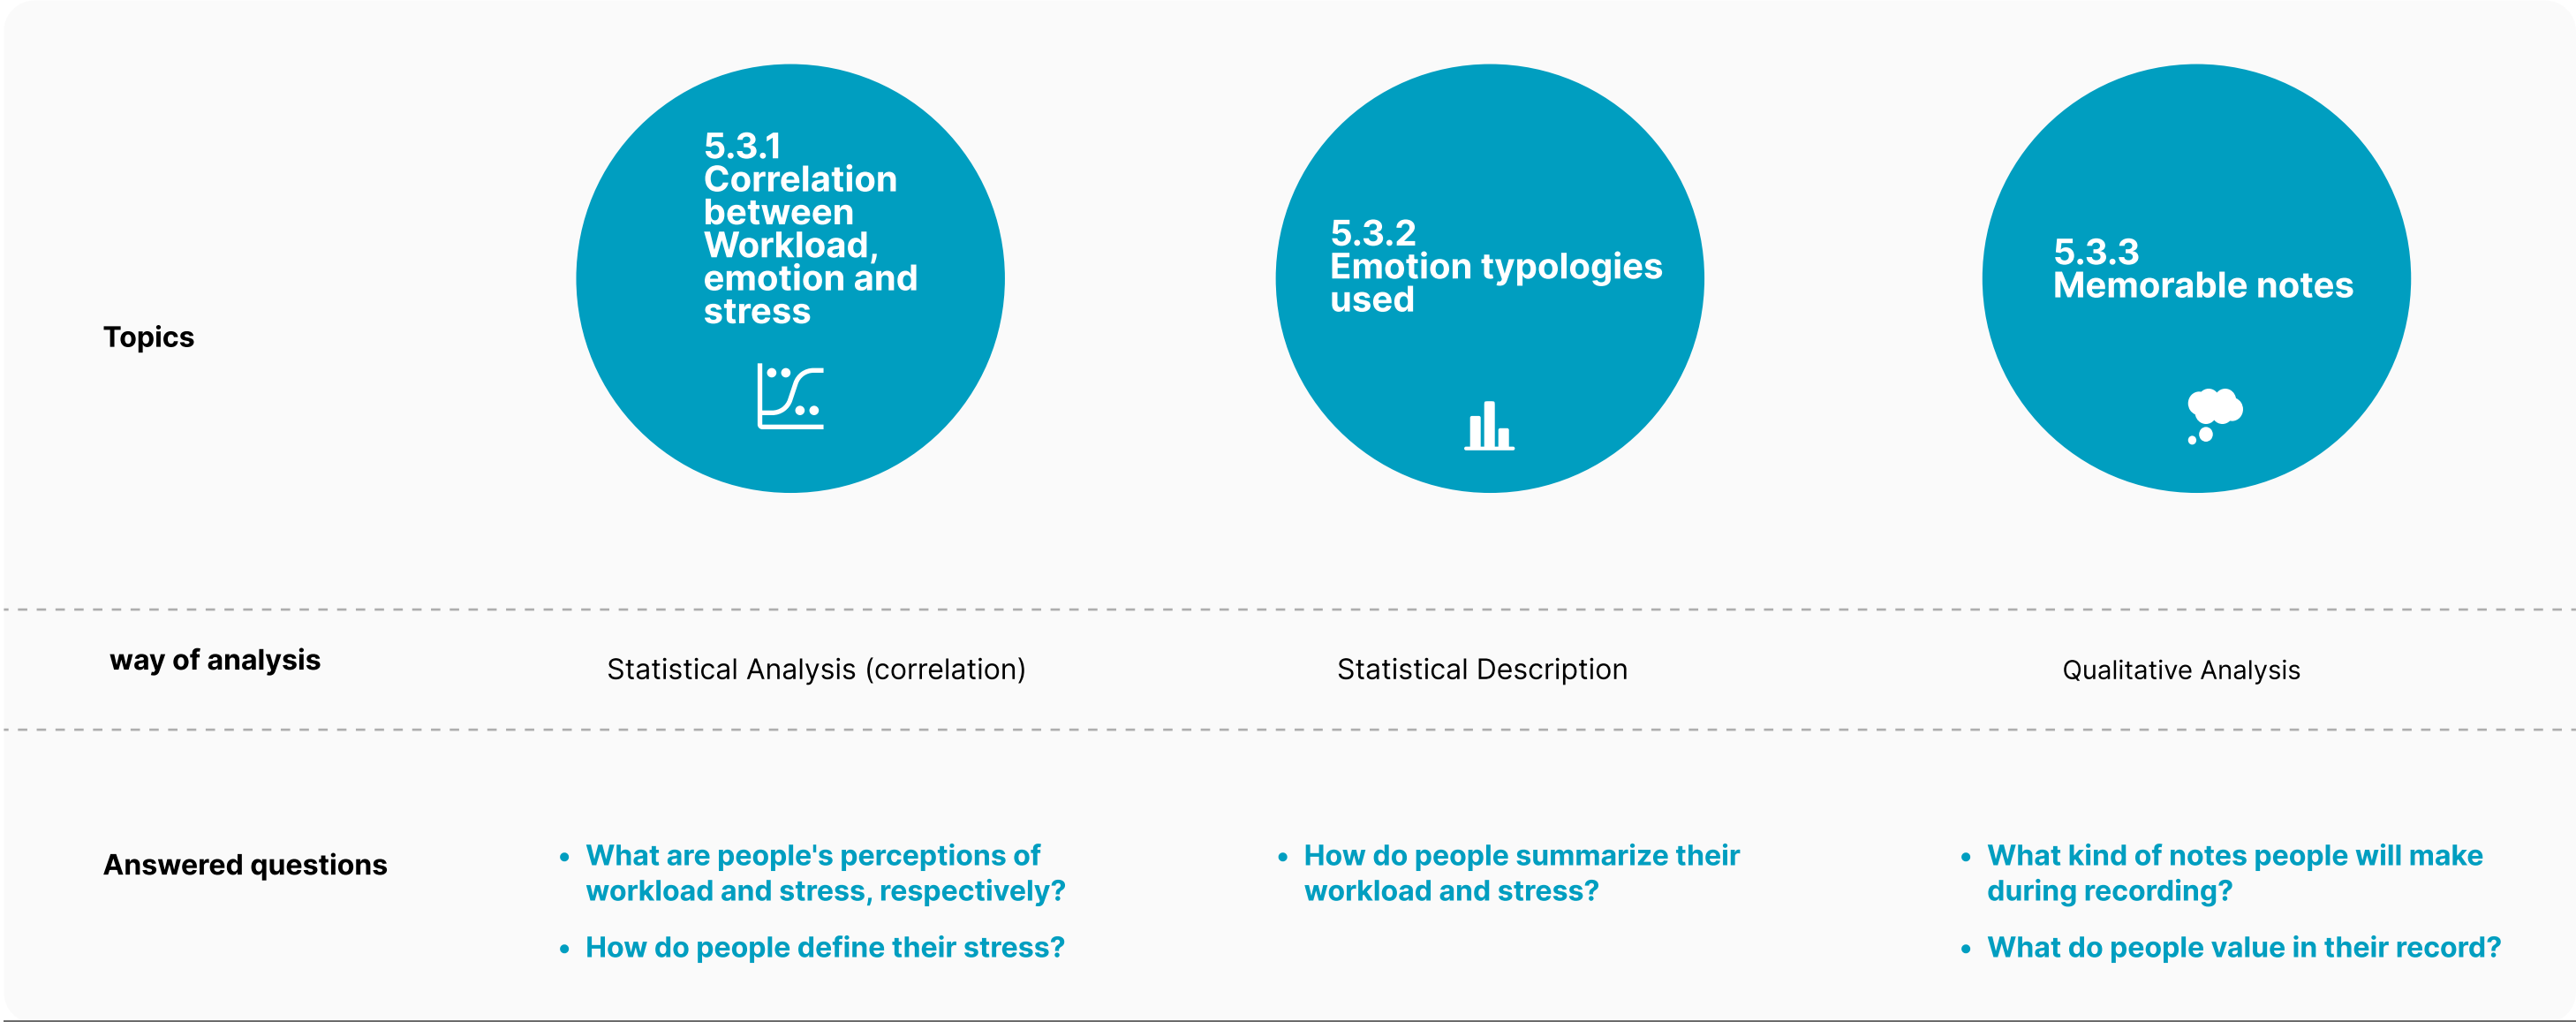 Topics
5.3.1
Correlation
between
Workload,
emotion and
stress
5.3.2
Emotion typologies
used
5.3.3
Memorable notes
way of analysis
Statistical Analysis (correlation)
Statistical Description
Qualitative Analysis
Answered questions
• What are people's perceptions of
workload and stress, respectively?
• How do people define their stress?
• How do people summarize their
workload and stress?
• What kind of notes people will make
during recording?
• What do people value in their record?